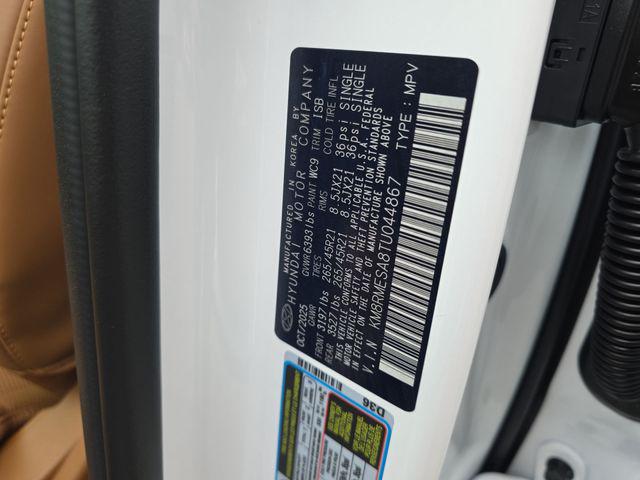 MANUFACTURED IN KOREA BY
HYUNDAI MOTOR COMPANY
OCT/2025 GVWR 6393lbs PAINT WC9 TRIM ISB
GAWR TIRES RIMS COLD TIRE INFL.
FRONT 3197lbs 265/45R21 8.5JX21 36psi SINGLE
REAR 3527lbs 265/45R21 8.5JX21 36psi SINGLE
THIS VEHICLE CONFORMS TO ALL APPLICABLE U.S.A. FEDERAL
MOTOR VEHICLE SAFETY AND THEFT PREVENTION STANDARDS
IN EFFECT ON THE DATE OF MANUFACTURE SHOWN ABOVE
V.I.N KM8RMESA8TU044867 TYPE : MPV
D36
1A